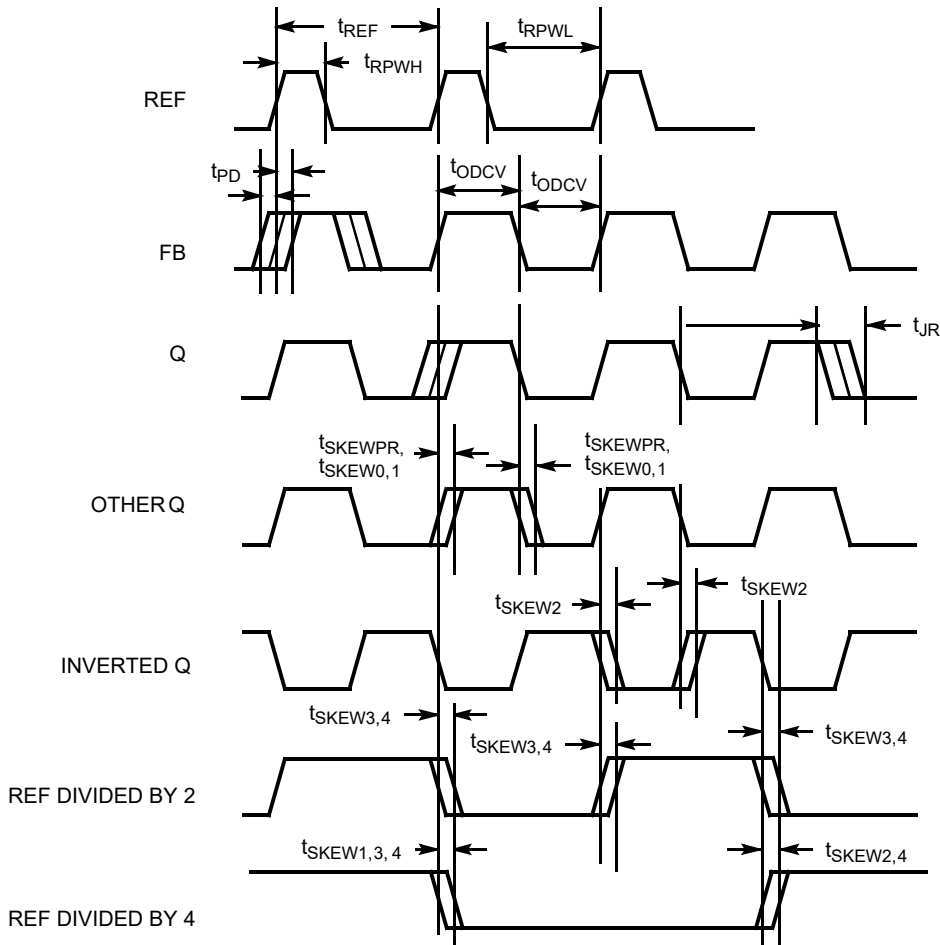 tREF
tRPWL
tRPWH
REF
tPD
tODCV
tODCV
FB
tJR
Q
tSKEWPR,
tSKEW0,1
tSKEWPR,
tSKEW0,1
OTHER Q
tSKEW2
tSKEW2
INVERTED Q
tSKEW3,4
tSKEW3,4
tSKEW3,4
REF DIVIDED BY 2
tSKEW1,3, 4
tSKEW2,4
REF DIVIDED BY 4